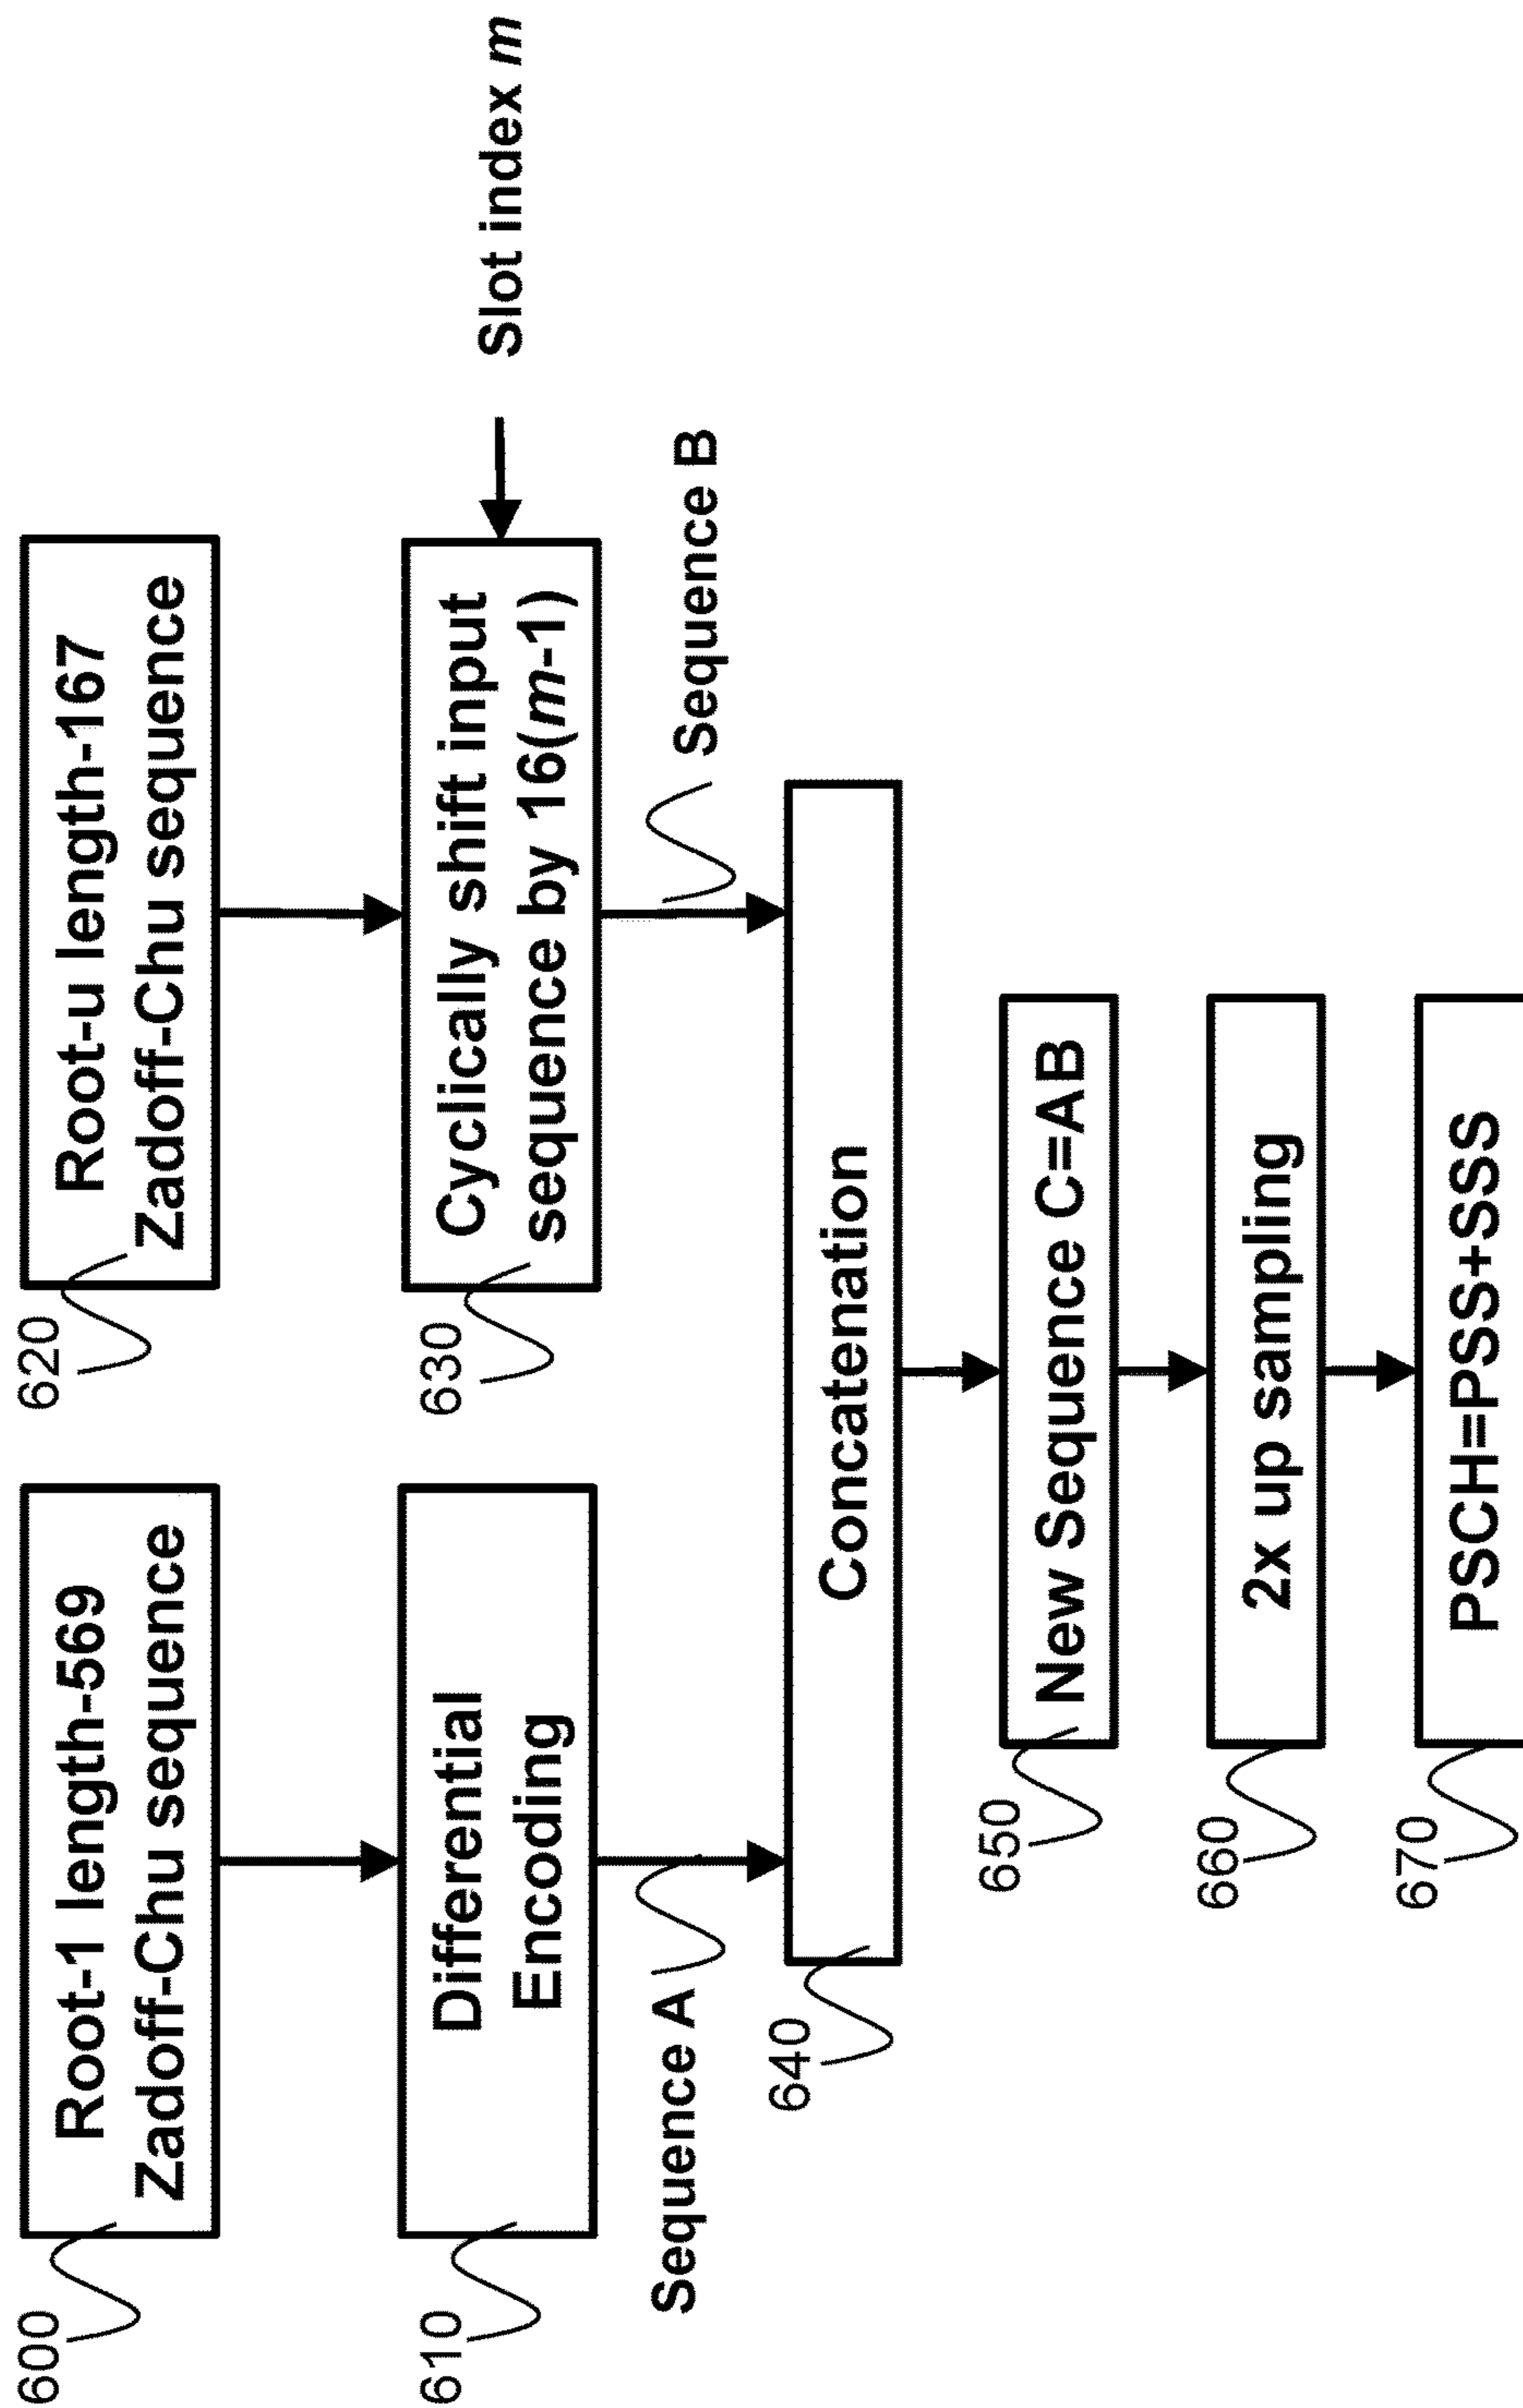 600
Root-1 length-569
Zadoff-Chu sequence
620
Root-u length-167
Zadoff-Chu sequence
610
Differential
Encoding
630
Cyclically shift input
sequence by 16(m-1)
Slot index m
Sequence A
Sequence B
640
Concatenation
650
New Sequence C=AB
660
2x up sampling
670
PSCH=PSS+SSS